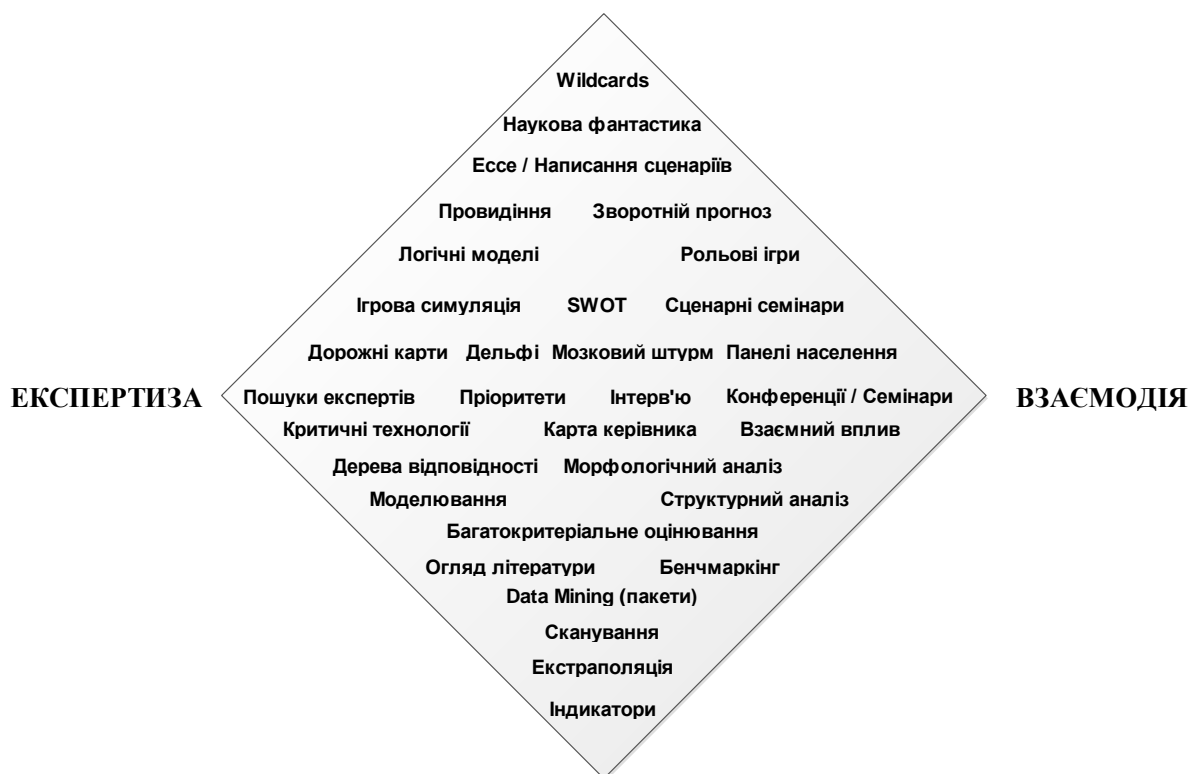 Wildcards
Наукова фантастика
Ессе / Написання сценаріїв
Провидіння Зворотній прогноз
Логічні моделі Рольові ігри
Ігрова симуляція SWOT Сценарні семінари
Дорожні карти Дельфі Мозковий штурм Панелі населення
ЕКСПЕРТИЗА Пошуки експертів Пріоритети Інтерв'ю Конференції / Семінари ВЗАЄМОДІЯ
Критичні технології Карта керівника Взаємний вплив
Дерева відповідності Морфологічний аналіз
Моделювання Структурний аналіз
Багатокритеріальне оцінювання
Огляд літератури Бенчмаркінг
Data Mining (пакети)
Сканування
Екстраполяція
Індикатори